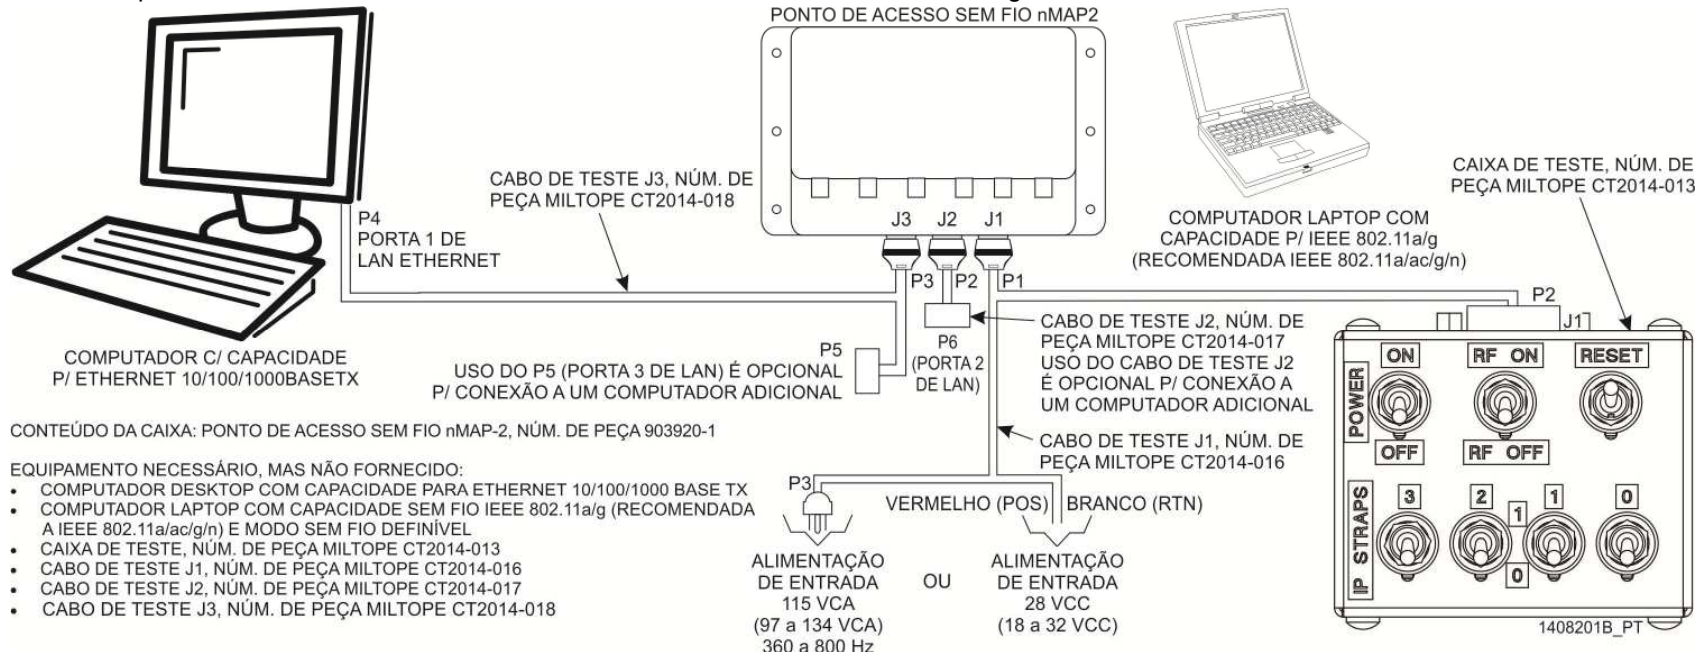 PONTO DE ACESSO SEM FIO nMAP2
CABO DE TESTE J3, NÚM. DE
PEÇA MILTOPE CT2014-018
J3 J2 J1
P4
PORTA 1 DE
LAN ETHERNET
COMPUTADOR LAPTOP COM
CAPACIDADE P/ IEEE 802.11a/g
(RECOMENDADA IEEE 802.11a/ac/g/n)
CAIXA DE TESTE, NÚM. DE
PEÇA MILTOPE CT2014-013
P3 P2 P1
P2
J1
COMPUTADOR C/ CAPACIDADE
P/ ETHERNET 10/100/1000BASETX
P5
USO DO P5 (PORTA 3 DE LAN) É OPCIONAL
P/ CONEXÃO A UM COMPUTADOR ADICIONAL
P6
(PORTA 2
DE LAN)
CABO DE TESTE J2, NÚM. DE
PEÇA MILTOPE CT2014-017
USO DO CABO DE TESTE J2
É OPCIONAL P/ CONEXÃO A
UM COMPUTADOR ADICIONAL
CABO DE TESTE J1, NÚM. DE
PEÇA MILTOPE CT2014-016
CONTEÚDO DA CAIXA: PONTO DE ACESSO SEM FIO nMAP-2, NÚM. DE PEÇA 903920-1
EQUIPAMENTO NECESSÁRIO, MAS NÃO FORNECIDO:
• COMPUTADOR DESKTOP COM CAPACIDADE PARA ETHERNET 10/100/1000 BASE TX
• COMPUTADOR LAPTOP COM CAPACIDADE SEM FIO IEEE 802.11a/g (RECOMENDADA
A IEEE 802.11a/ac/g/n) E MODO SEM FIO DEFINÍVEL
• CAIXA DE TESTE, NÚM. DE PEÇA MILTOPE CT2014-013
• CABO DE TESTE J1, NÚM. DE PEÇA MILTOPE CT2014-016
• CABO DE TESTE J2, NÚM. DE PEÇA MILTOPE CT2014-017
• CABO DE TESTE J3, NÚM. DE PEÇA MILTOPE CT2014-018
P3
VERMELHO (POS) BRANCO (RTN)
ALIMENTAÇÃO
DE ENTRADA
115 VCA
(97 a 134 VCA)
360 a 800 Hz
OU
ALIMENTAÇÃO
DE ENTRADA
28 VCC
(18 a 32 VCC)
ON RF ON RESET
POWER
OFF RF OFF
IP STRAPS
3 2 1 0
1
0
1408201B_PT